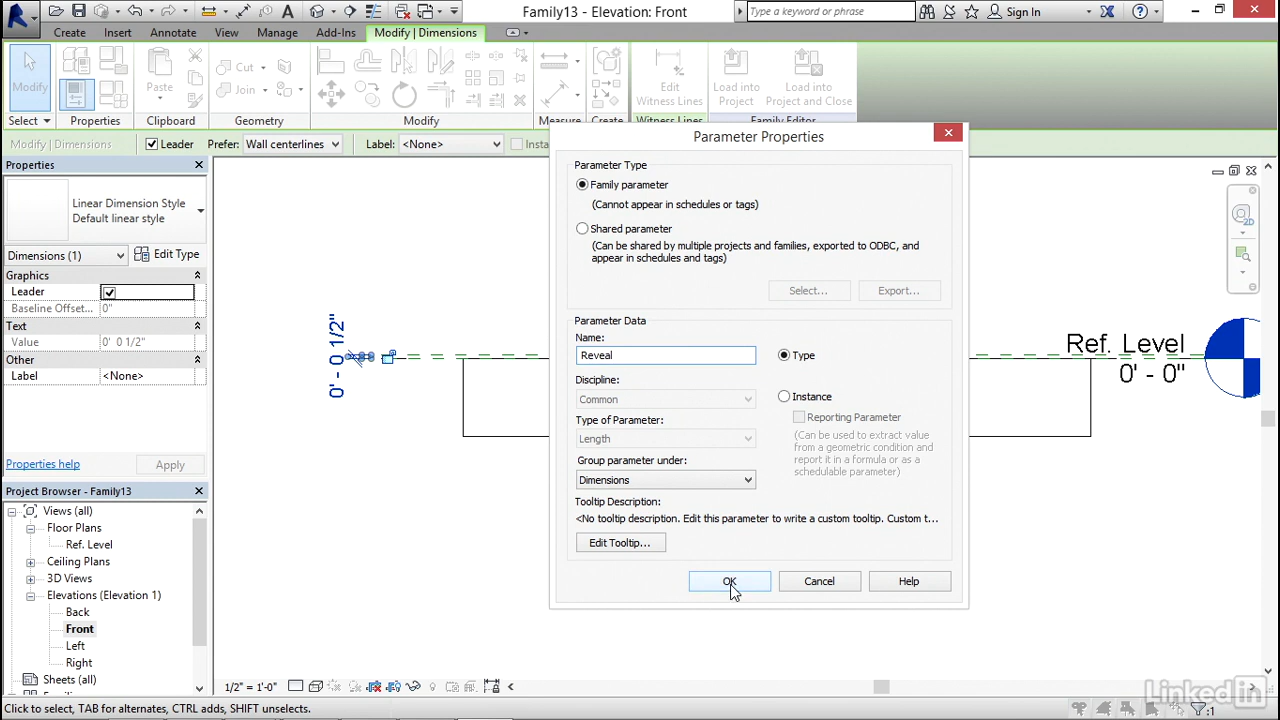 Family13 - Elevation: Front
Type a keyword or phrase
Sign In
Create Insert Annotate View Manage Add-Ins Modify | Dimensions
Modify
Paste
Cut
Join
Edit
Witness Lines
Load into
Project
Load into
Project and Close
Select Properties Clipboard Geometry Modify Measure Create Witness Lines Family Editor
Modify | Dimensions Leader Prefer: Wall centerlines Label: <None> Insta
Properties
Linear Dimension Style
Default linear style
Dimensions (1) Edit Type
Graphics
Leader
Baseline Offset... 0"
Text
Value 0' 0 1/2"
Other
Label <None>
Properties help Apply
Project Browser - Family13
Views (all)
Floor Plans
Ref. Level
Ceiling Plans
3D Views
Elevations (Elevation 1)
Back
Front
Left
Right
Sheets (all)
0' - 0 1/2"
Ref. Level
0' - 0"
Parameter Properties
Parameter Type
Family parameter
(Cannot appear in schedules or tags)
Shared parameter
(Can be shared by multiple projects and families, exported to ODBC, and
appear in schedules and tags)
Select... Export...
Parameter Data
Name:
Reveal
Type
Discipline:
Common
Instance
Reporting Parameter
(Can be used to extract value
from a geometric condition and
report it in a formula or as a
schedulable parameter)
Type of Parameter:
Length
Group parameter under:
Dimensions
Tooltip Description:
<No tooltip description. Edit this parameter to write a custom tooltip. Custom t...
Edit Tooltip...
OK Cancel Help
1/2" = 1'-0"
Click to select, TAB for alternates, CTRL adds, SHIFT unselects.
:1
LinkedIn